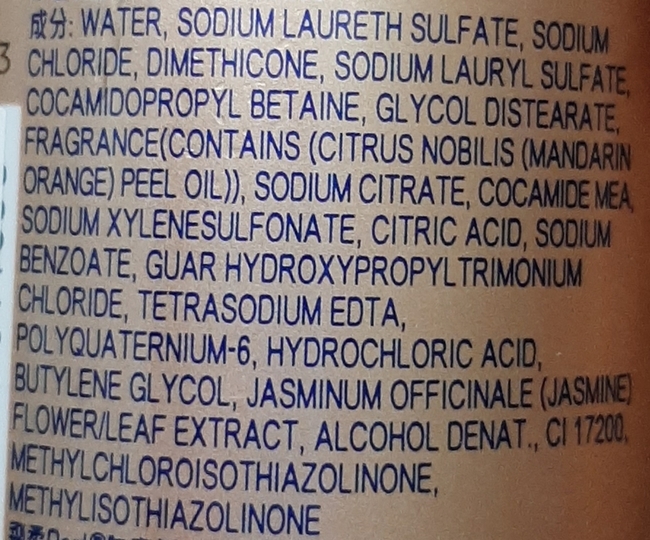 成分: WATER, SODIUM LAURETH SULFATE, SODIUM
CHLORIDE, DIMETHICONE, SODIUM LAURYL SULFATE,
COCAMIDOPROPYL BETAINE, GLYCOL DISTEARATE,
FRAGRANCE(CONTAINS (CITRUS NOBILIS (MANDARIN
ORANGE) PEEL OIL)), SODIUM CITRATE, COCAMIDE MEA,
SODIUM XYLENESULFONATE, CITRIC ACID, SODIUM
BENZOATE, GUAR HYDROXYPROPYLTRIMONIUM
CHLORIDE, TETRASODIUM EDTA,
POLYQUATERNIUM-6, HYDROCHLORIC ACID,
BUTYLENE GLYCOL, JASMINUM OFFICINALE (JASMINE)
FLOWER/LEAF EXTRACT, ALCOHOL DENAT., CI 17200,
METHYLCHLOROISOTHIAZOLINONE,
METHYLISOTHIAZOLINONE